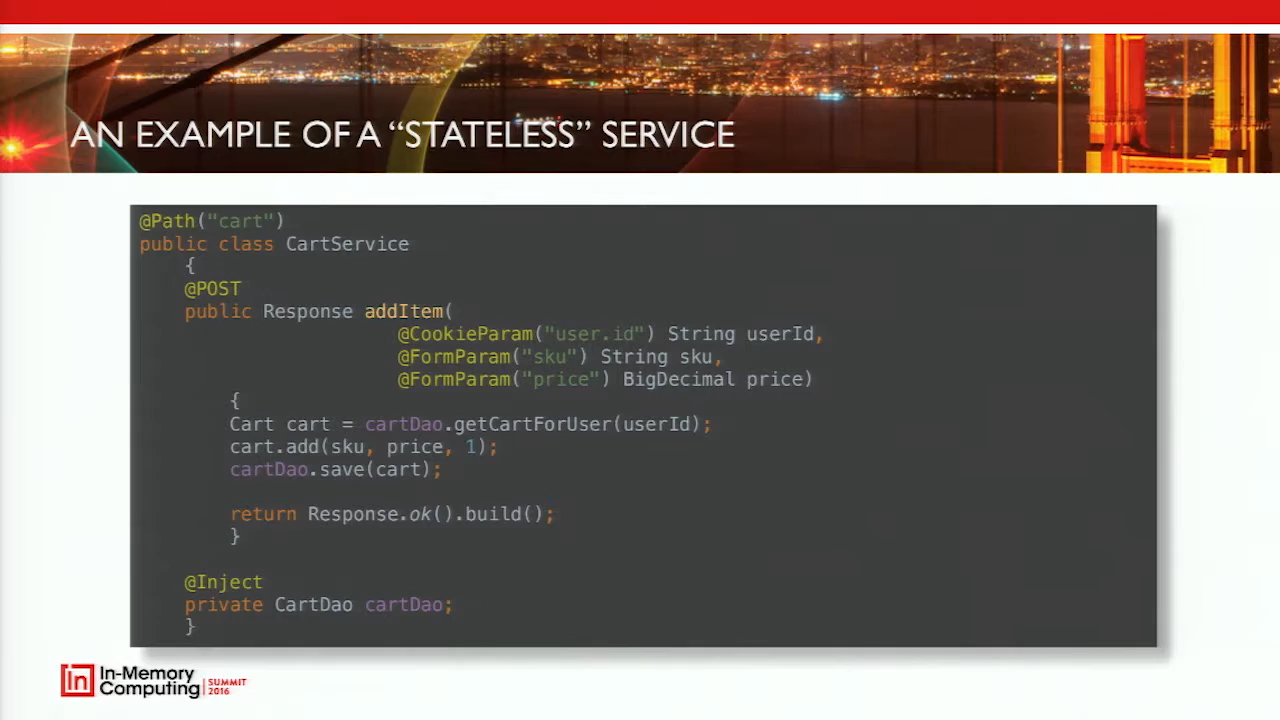 AN EXAMPLE OF A “STATELESS” SERVICE
@Path("cart")
public class CartService
{
@POST
public Response addItem(
@CookieParam("user.id") String userId,
@FormParam("sku") String sku,
@FormParam("price") BigDecimal price)
{
Cart cart = cartDao.getCartForUser(userId);
cart.add(sku, price, 1);
cartDao.save(cart);
return Response.ok().build();
}
@Inject
private CartDao cartDao;
}
in In-Memory
Computing
SUMMIT
2016